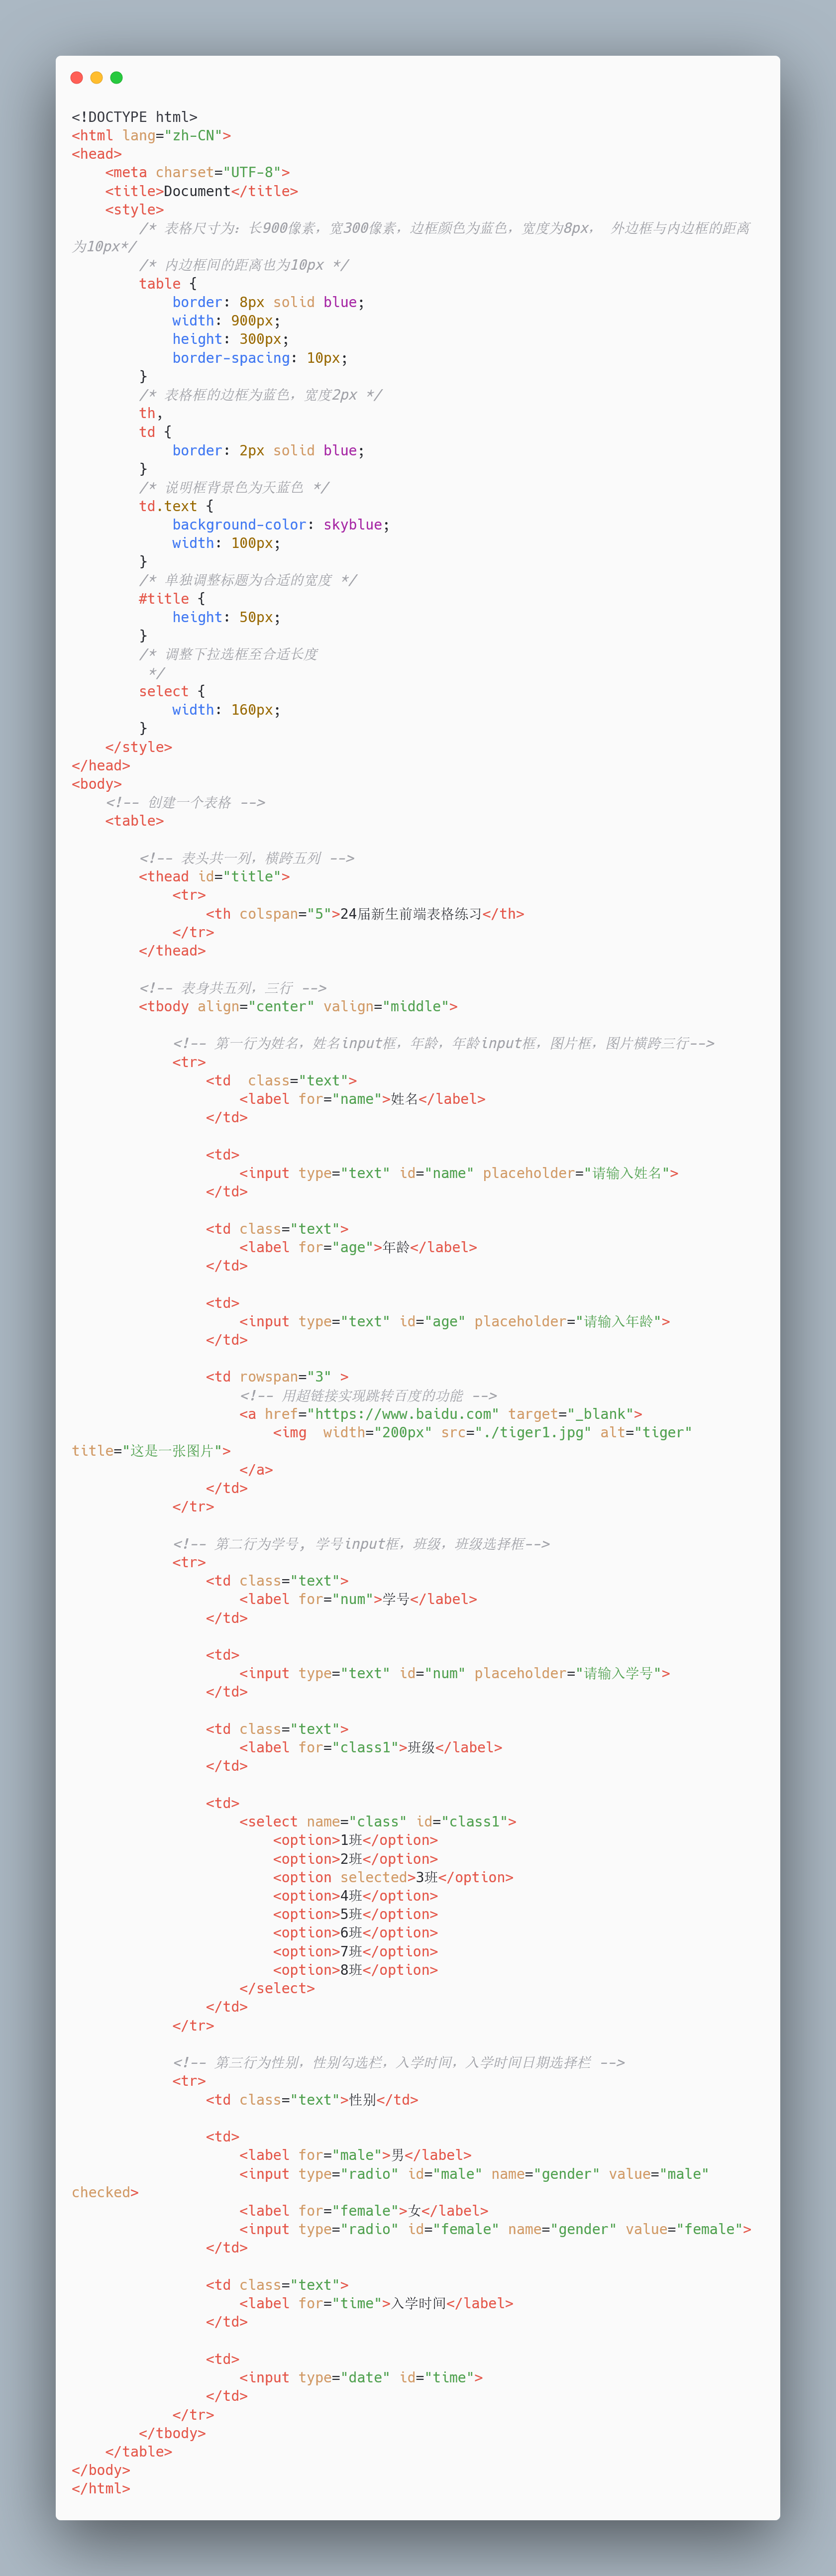 <!DOCTYPE html>
<html lang="zh-CN">
<head>
    <meta charset="UTF-8">
    <title>Document</title>
    <style>
        /* 表格尺寸为：长900像素，宽300像素，边框颜色为蓝色，宽度为8px， 外边框与内边框的距离
为10px*/
        /* 内边框间的距离也为10px */
        table {
            border: 8px solid blue;
            width: 900px;
            height: 300px;
            border-spacing: 10px;
        }
        /* 表格框的边框为蓝色，宽度2px */
        th,
        td {
            border: 2px solid blue;
        }
        /* 说明框背景色为天蓝色 */
        td.text {
            background-color: skyblue;
            width: 100px;
        }
        /* 单独调整标题为合适的宽度 */
        #title {
            height: 50px;
        }
        /* 调整下拉选框至合适长度
         */
        select {
            width: 160px;
        }
    </style>
</head>
<body>
    <!-- 创建一个表格 -->
    <table>

        <!-- 表头共一列，横跨五列 -->
        <thead id="title">
            <tr>
                <th colspan="5">24届新生前端表格练习</th>
            </tr>
        </thead>

        <!-- 表身共五列，三行 -->
        <tbody align="center" valign="middle">

            <!-- 第一行为姓名，姓名input框，年龄，年龄input框，图片框，图片横跨三行-->
            <tr>
                <td  class="text">
                    <label for="name">姓名</label>
                </td>

                <td>
                    <input type="text" id="name" placeholder="请输入姓名">
                </td>

                <td class="text">
                    <label for="age">年龄</label>
                </td>

                <td>
                    <input type="text" id="age" placeholder="请输入年龄">
                </td>

                <td rowspan="3" >
                    <!-- 用超链接实现跳转百度的功能 -->
                    <a href="https://www.baidu.com" target="_blank">
                        <img  width="200px" src="./tiger1.jpg" alt="tiger"
title="这是一张图片">
                    </a>
                </td>
            </tr>

            <!-- 第二行为学号, 学号input框，班级，班级选择框-->
            <tr>
                <td class="text">
                    <label for="num">学号</label>
                </td>

                <td>
                    <input type="text" id="num" placeholder="请输入学号">
                </td>

                <td class="text">
                    <label for="class1">班级</label>
                </td>

                <td>
                    <select name="class" id="class1">
                        <option>1班</option>
                        <option>2班</option>
                        <option selected>3班</option>
                        <option>4班</option>
                        <option>5班</option>
                        <option>6班</option>
                        <option>7班</option>
                        <option>8班</option>
                    </select>
                </td>
            </tr>

            <!-- 第三行为性别，性别勾选栏，入学时间，入学时间日期选择栏 -->
            <tr>
                <td class="text">性别</td>

                <td>
                    <label for="male">男</label>
                    <input type="radio" id="male" name="gender" value="male"
checked>
                    <label for="female">女</label>
                    <input type="radio" id="female" name="gender" value="female">
                </td>

                <td class="text">
                    <label for="time">入学时间</label>
                </td>

                <td>
                    <input type="date" id="time">
                </td>
            </tr>
        </tbody>
    </table>
</body>
</html>